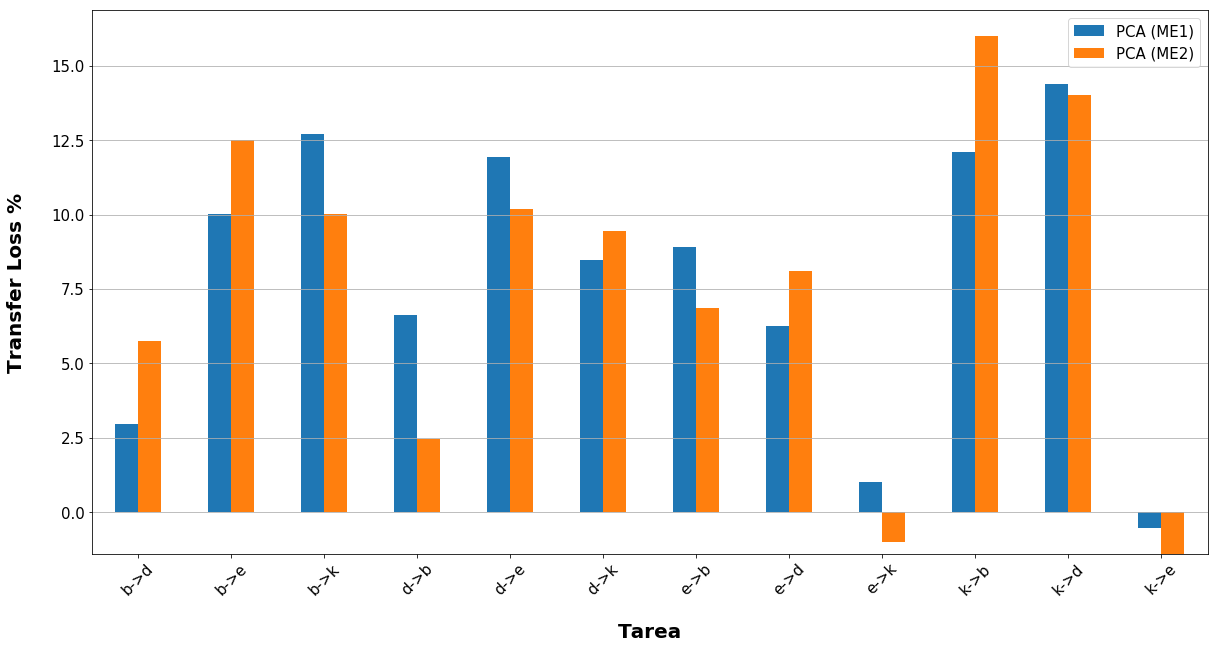 PCA (ME1)
PCA (ME2)
Transfer Loss %
15.0
12.5
10.0
7.5
5.0
2.5
0.0
b->d
b->e
b->k
d->b
d->e
d->k
e->b
e->d
e->k
k->b
k->d
k->e
Tarea